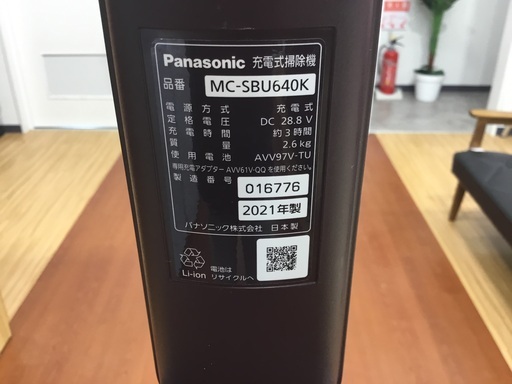 Panasonic 充電式掃除機
品番 MC-SBU640K
電源方式 充電式
定格電圧 DC 28.8 V
充電時間 約3時間
質量 2.6kg
使用電池 AVV97V-TU
専用充電アダプター AVV61V-QQ を使用ください。
製造番号 016776
2021年製
パナソニック株式会社 日本製
Li-ion
電池は
リサイクルへ